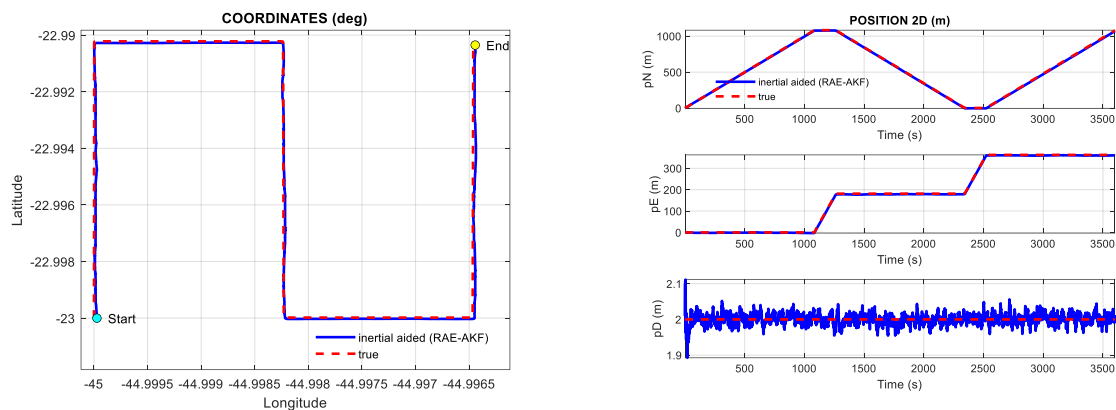 COORDINATES (deg)
-22.99
-22.992
-22.994
-22.996
-22.998
-23
Latitude
End
Start
inertial aided (RAE-AKF)
true
-45 -44.9995 -44.999 -44.9985 -44.998 -44.9975 -44.997 -44.9965
Longitude
POSITION 2D (m)
1000
500
0
pN (m)
inertial aided (RAE-AKF)
true
500 1000 1500 2000 2500 3000 3500
Time (s)
300
200
100
0
pE (m)
500 1000 1500 2000 2500 3000 3500
Time (s)
2.1
2
1.9
pD (m)
500 1000 1500 2000 2500 3000 3500
Time (s)